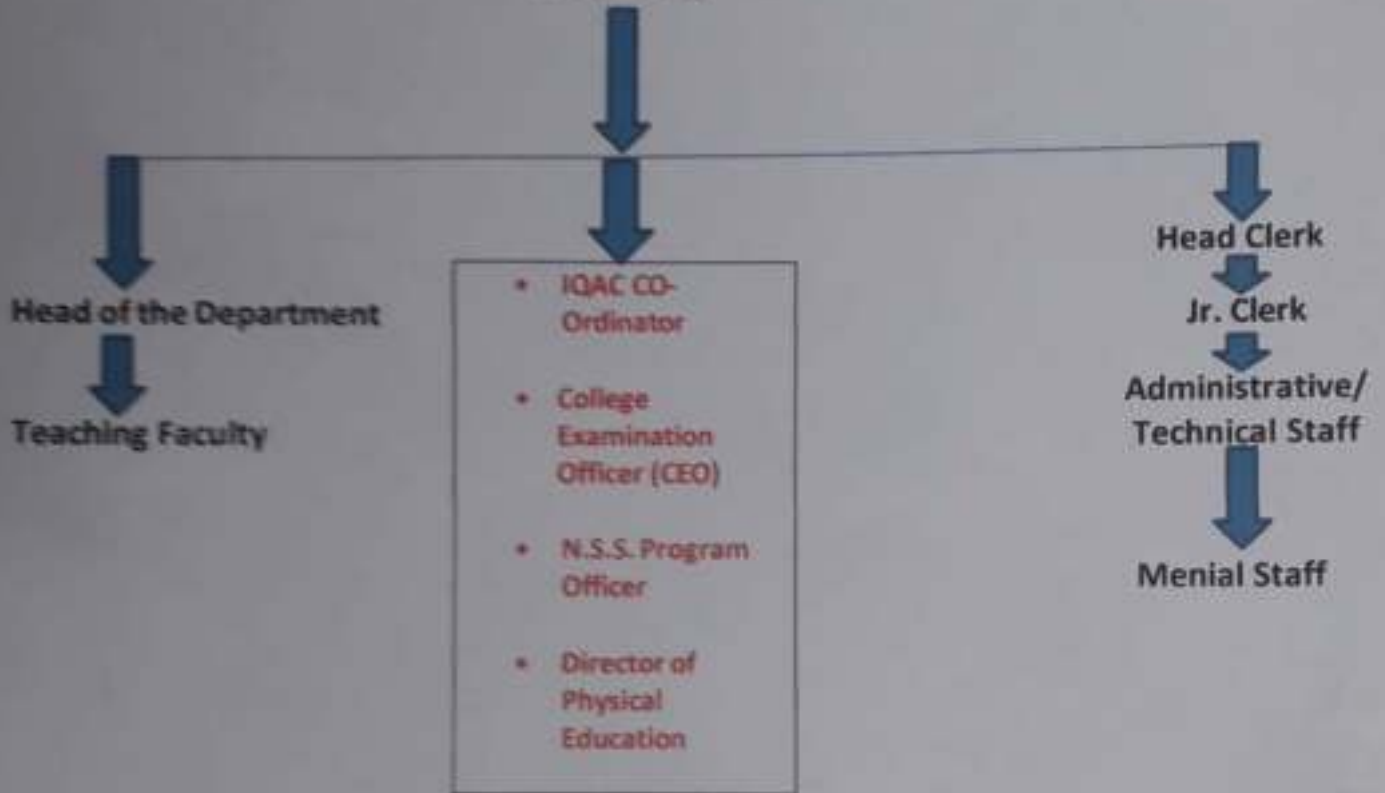 Head of the Department
Teaching Faculty
• IQAC CO-
Ordinator
• College
Examination
Officer (CEO)
• N.S.S. Program
Officer
• Director of
Physical
Education
Head Clerk
Jr. Clerk
Administrative/
Technical Staff
Menial Staff